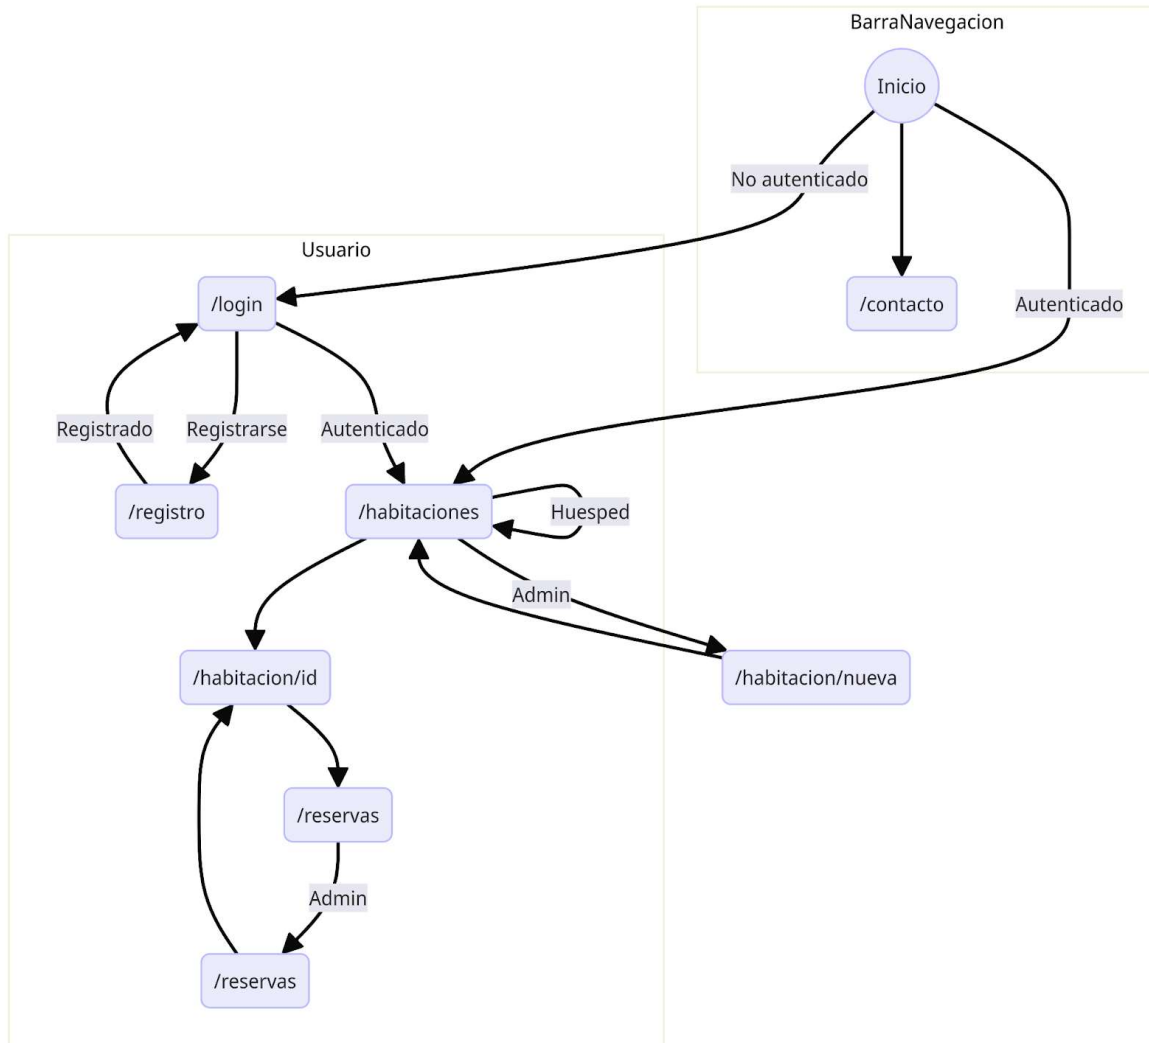 BarraNavegacion
Inicio
No autenticado
Usuario
/login
/contacto
Autenticado
Registrado
Registrarse
Autenticado
/registro
/habitaciones
Huesped
Admin
/habitacion/id
/habitacion/nueva
/reservas
Admin
/reservas